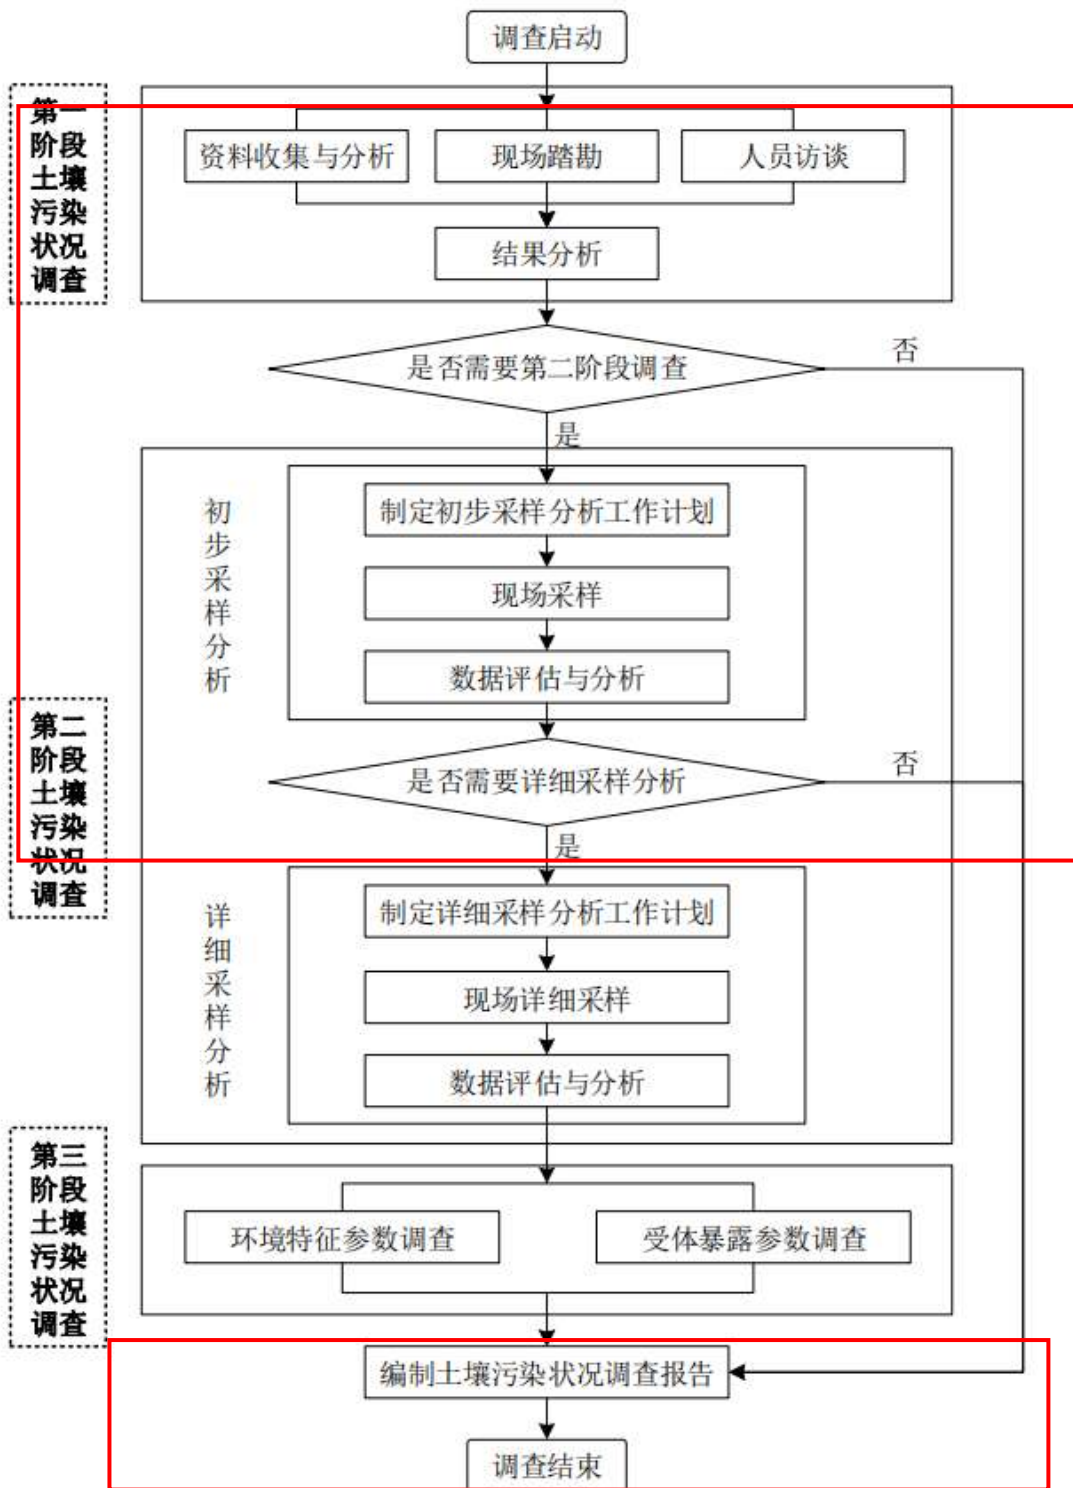 调查启动
第一
阶段
土壤
污染
状况
调查
资料收集与分析
现场踏勘
人员访谈
结果分析
是否需要第二阶段调查
否
是
初
步
采
样
分
析
制定初步采样分析工作计划
现场采样
数据评估与分析
第二
阶段
土壤
污染
状况
调查
是否需要详细采样分析
否
是
详
细
采
样
分
析
制定详细采样分析工作计划
现场详细采样
数据评估与分析
第三
阶段
土壤
污染
状况
调查
环境特征参数调查
受体暴露参数调查
编制土壤污染状况调查报告
调查结束